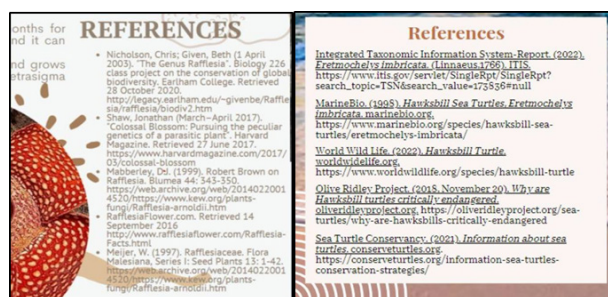 onths for
nd it can
nd grows
etrasigma
REFERENCES
• Nicholson, Chris; Given, Beth (1 April
2003). "The Genus Rafflesia". Biology 226
class project on the conservation of global
biodiversity. Earlham College. Retrieved
28 October 2020.
http://legacy.earlham.edu/~givenbe/Raffle
sia/rafflesia/biodiv2.htm
• Shaw, Jonathan (March–April 2017).
"Colossal Blossom: Pursuing the peculiar
genetics of a parasitic plant". Harvard
Magazine. Retrieved 27 June 2017.
https://www.harvardmagazine.com/2017/
03/colossal-blossom
• Mabberley, DJ. (1999). Robert Brown on
Rafflesia. Blumea 44: 343-350.
https://web.archive.org/web/2014022001
4520/https://www.kew.org/plants-
fungi/Rafflesia-arnoldii.htm
• RafflesiaFlower.com. Retrieved 14
September 2016
http://www.rafflesiaflower.com/Rafflesia-
Facts.html
• Meijer, W. (1997). Rafflesiaceae. Flora
Malesiana, Series I: Seed Plants 13: 1-42.
https://web.archive.org/web/2014022001
4520/https://www.kew.org/plants-
fungi/Rafflesia-arnoldii.htm
References
Integrated Taxonomic Information System-Report. (2022).
Eretmochelys imbricata. (Linnaeus,1766). ITIS.
https://www.itis.gov/servlet/SingleRpt/SingleRpt?
search_topic=TSN&search_value=173836#null
MarineBio. (1995). Hawksbill Sea Turtles, Eretmochelys
imbricata. marinebio.org.
https://www.marinebio.org/species/hawksbill-sea-
turtles/eretmochelys-imbricata/
World Wild Life. (2022). Hawksbill Turtle.
worldwidelife.org.
https://www.worldwildlife.org/species/hawksbill-turtle
Olive Ridley Project. (2018, November 20). Why are
Hawksbill turtles critically endangered.
oliveridleyproject.org. https://oliveridleyproject.org/sea-
turtles/why-are-hawksbills-critically-endangered
Sea Turtle Conservancy. (2021). Information about sea
turtles. conserveturtles.org.
https://conserveturtles.org/information-sea-turtles-
conservation-strategies/